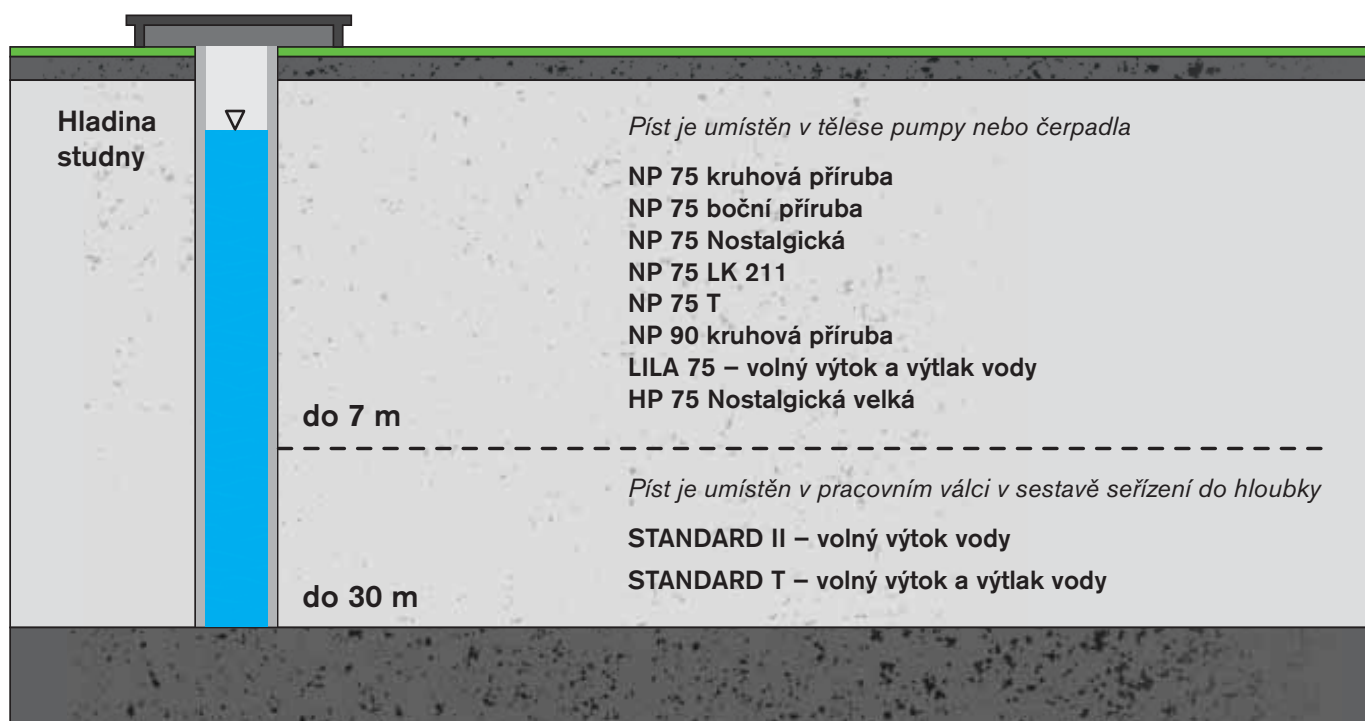 Hladina
studny
Píst je umístěn v tělese pumpy nebo čerpadla
NP 75 kruhová příruba
NP 75 boční příruba
NP 75 Nostalgická
NP 75 LK 211
NP 75 T
NP 90 kruhová příruba
LILA 75 – volný výtok a výtlak vody
HP 75 Nostalgická velká
do 7 m
Píst je umístěn v pracovním válci v sestavě seřízení do hloubky
STANDARD II – volný výtok vody
STANDARD T – volný výtok a výtlak vody
do 30 m